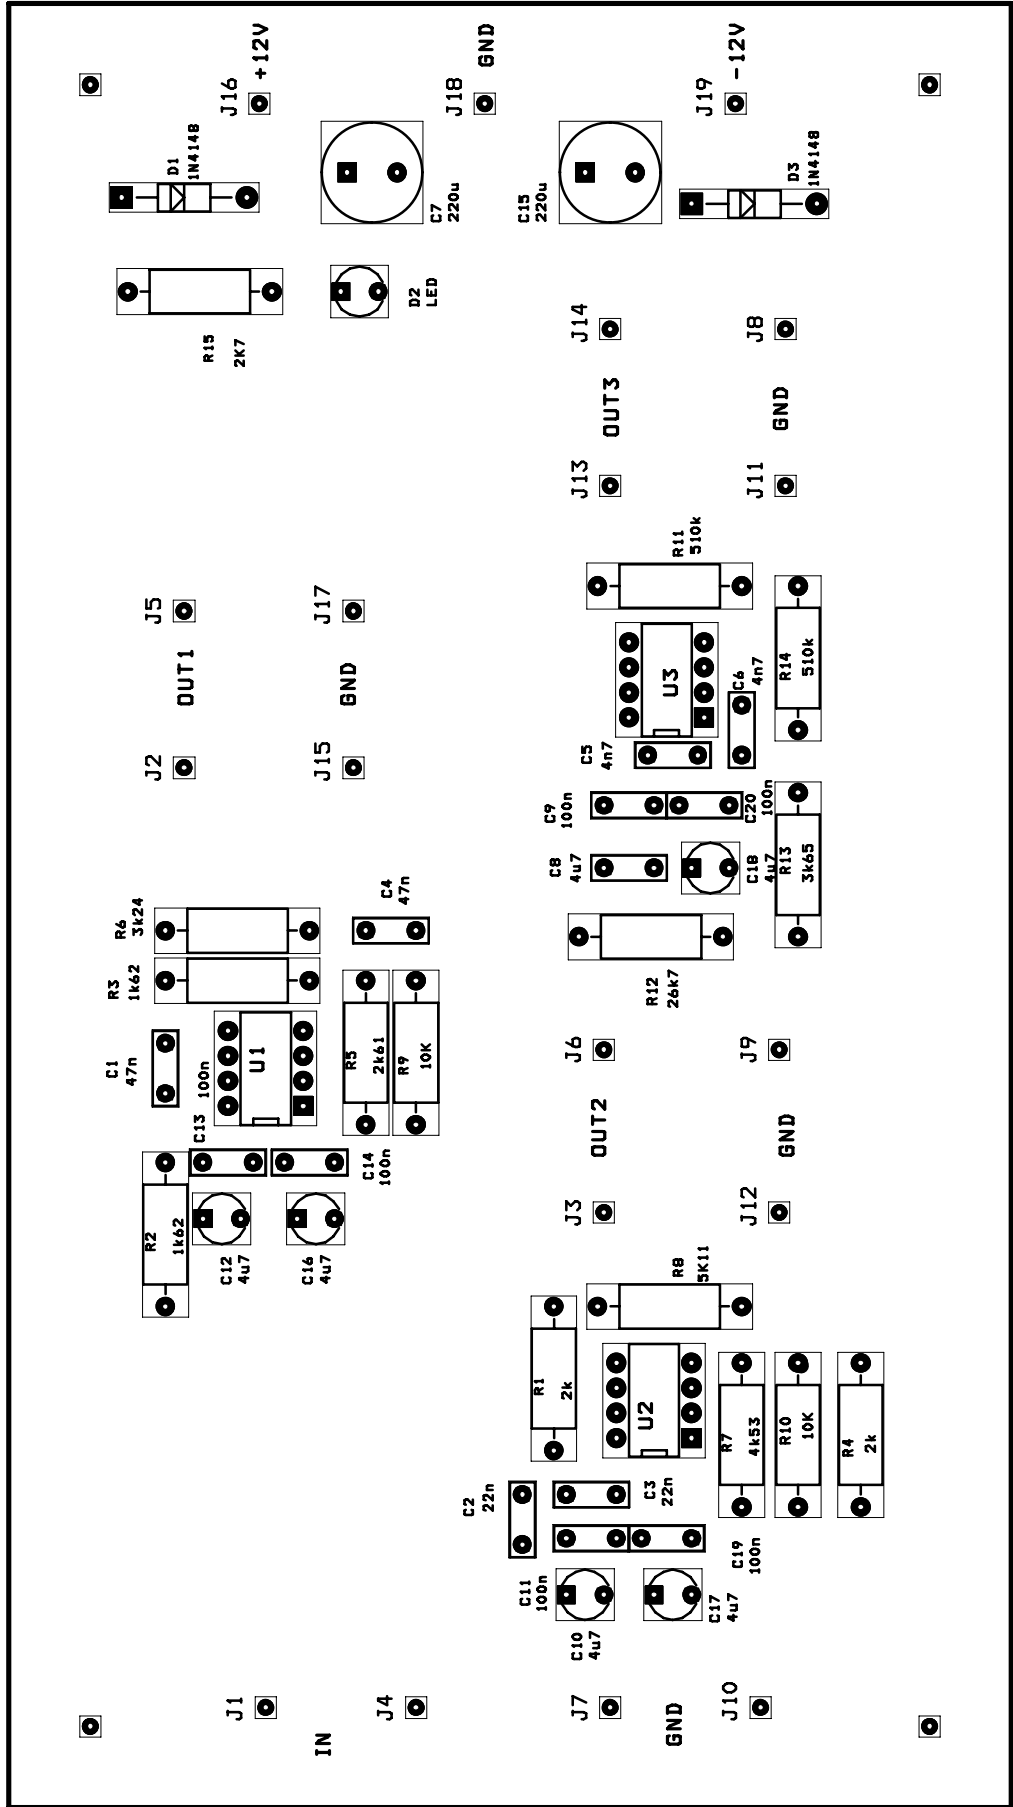 J16
+12V
J18
GND
J19
-12V
D1
1N4148
C7
220u
C15
220u
D3
1N4148
R15
2K7
D2
LED
J14
J8
OUT3
GND
J13
J11
R11
510k
J5
J17
OUT1
GND
J2
J15
U3
C6
4n7
R14
510k
C5
4n7
C9
100n
C20
100n
C8
4u7
C18
4u7
R13
3k65
R6
3k24
C4
47n
R3
1k62
R12
26k7
C1
47n
100n
U1
R5
2k61
R9
10K
C13
C14
100n
J6
J9
OUT2
GND
J3
J12
R2
1k62
C12
4u7
C16
4u7
R8
5K11
R1
2k
U2
R7
4k53
R10
10K
R4
2k
C2
22n
C3
22n
C11
100n
C19
100n
C10
4u7
C17
4u7
J1
J4
J7
J10
IN
GND